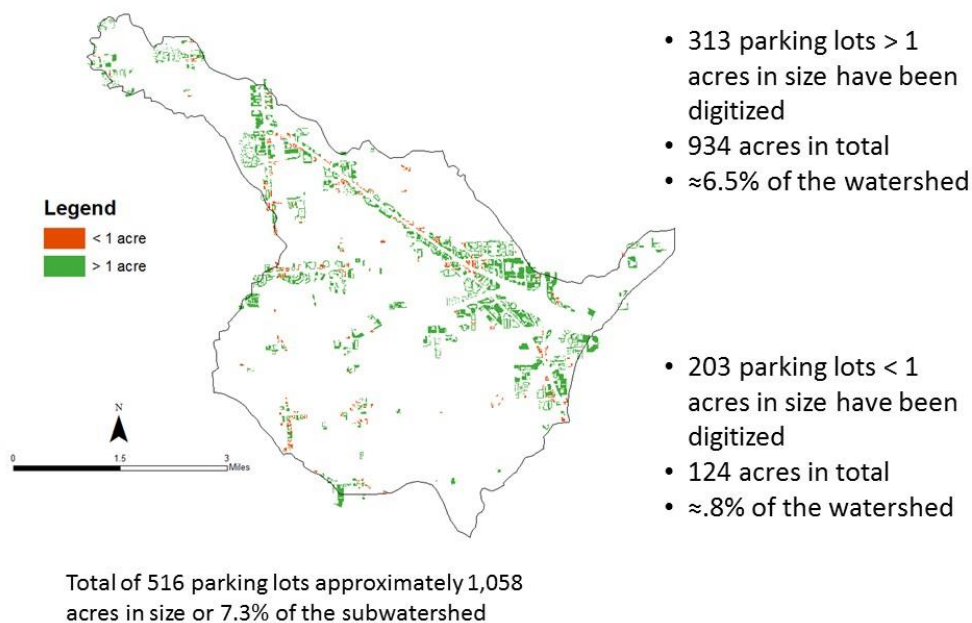 • 313 parking lots > 1
acres in size have been
digitized
• 934 acres in total
• ≈6.5% of the watershed
Legend
< 1 acre
> 1 acre
• 203 parking lots < 1
acres in size have been
digitized
• 124 acres in total
• ≈.8% of the watershed
N
0 1.5 3
Miles
Total of 516 parking lots approximately 1,058
acres in size or 7.3% of the subwatershed